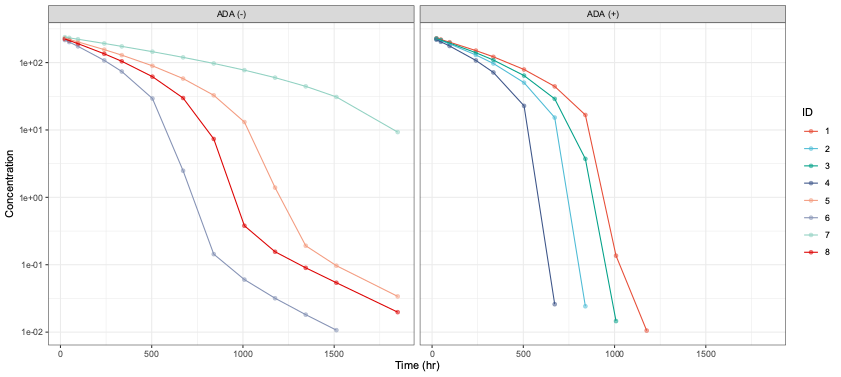 ADA (-)
ADA (+)
Concentration
1e+02
1e+01
1e+00
1e-01
1e-02
0
500
1000
1500
0
500
1000
1500
Time (hr)
ID
1
2
3
4
5
6
7
8